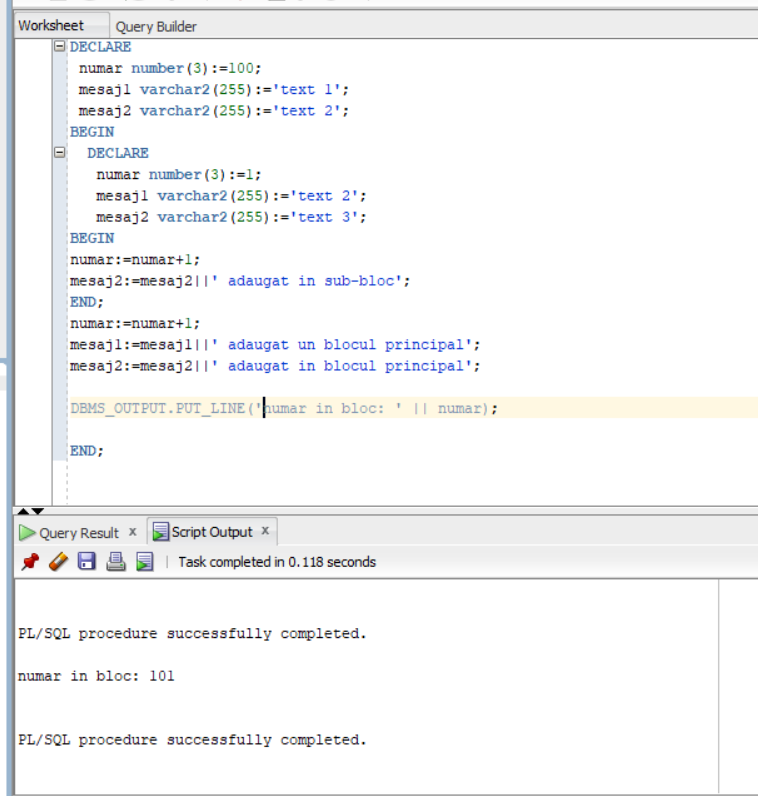 Worksheet Query Builder
DECLARE
numar number(3):=100;
mesaj1 varchar2(255):='text 1';
mesaj2 varchar2(255):='text 2';
BEGIN
DECLARE
numar number(3):=1;
mesaj1 varchar2(255):='text 2';
mesaj2 varchar2(255):='text 3';
BEGIN
numar:=numar+1;
mesaj2:=mesaj2||' adaugat in sub-bloc';
END;
numar:=numar+1;
mesaj1:=mesaj1||' adaugat un blocul principal';
mesaj2:=mesaj2||' adaugat in blocul principal';
DBMS_OUTPUT.PUT_LINE('numar in bloc: ' || numar);
END;
Query Result x Script Output x
Task completed in 0.118 seconds
PL/SQL procedure successfully completed.
numar in bloc: 101
PL/SQL procedure successfully completed.